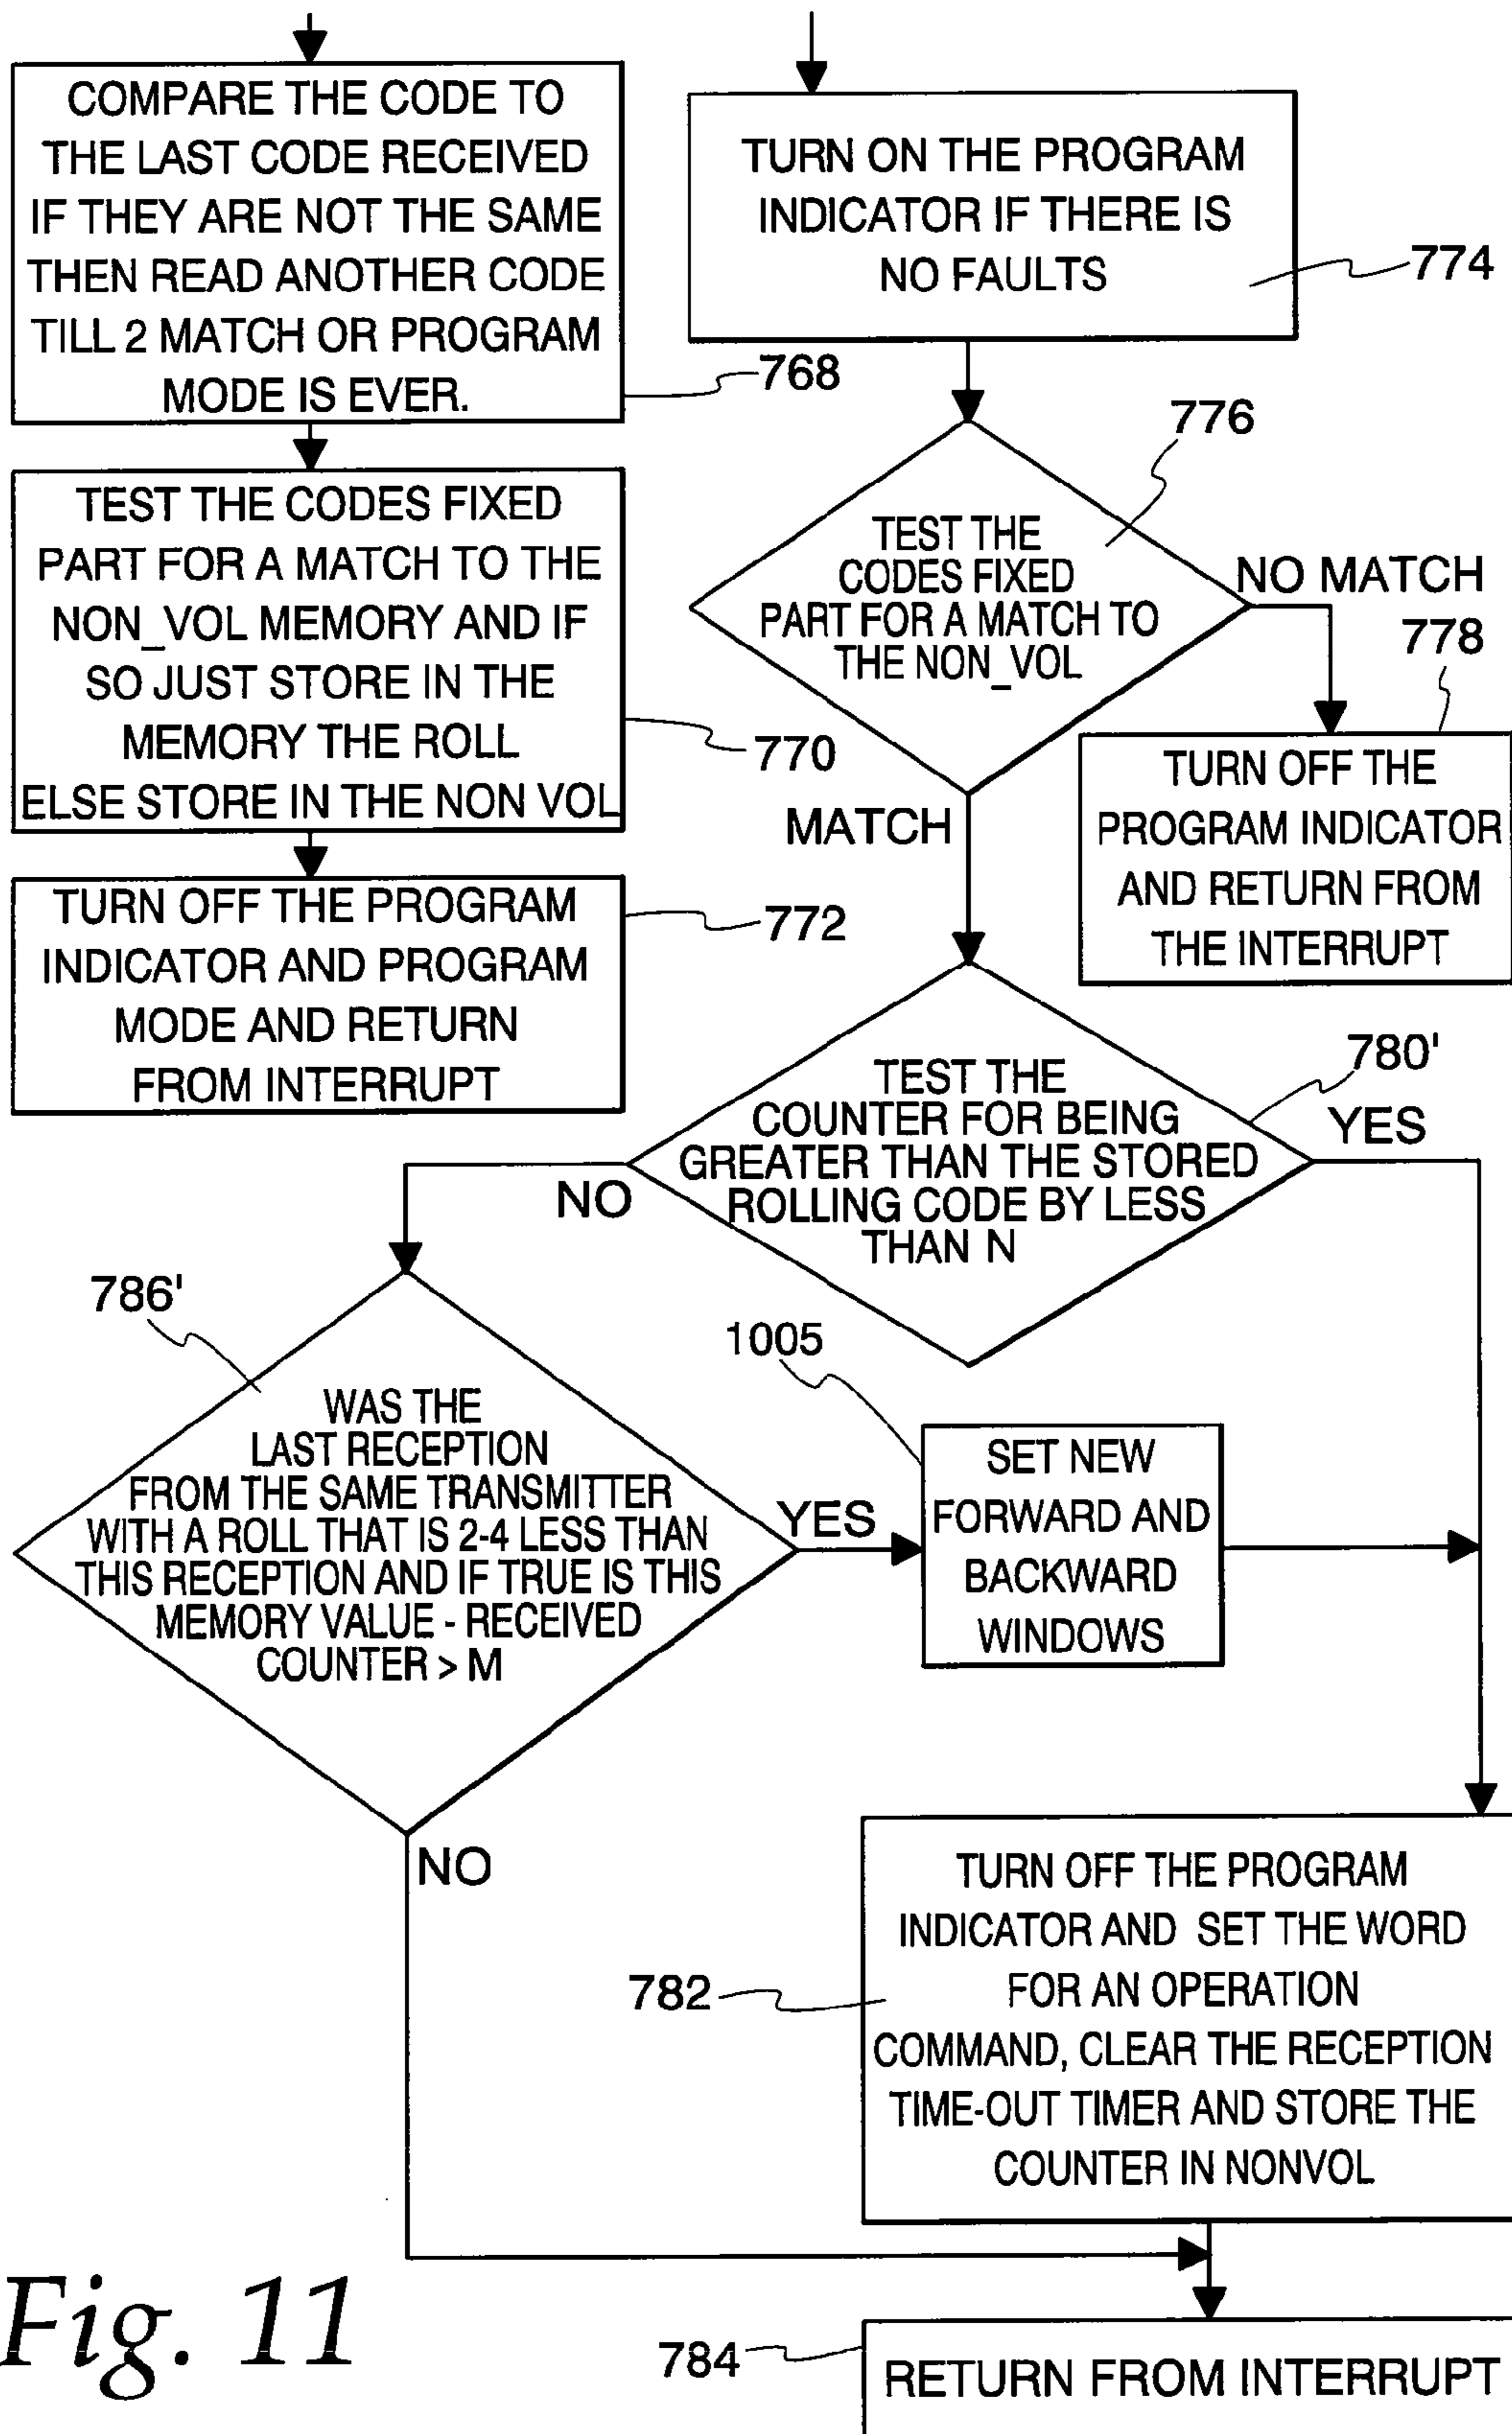 COMPARE THE CODE TO
THE LAST CODE RECEIVED
IF THEY ARE NOT THE SAME
THEN READ ANOTHER CODE
TILL 2 MATCH OR PROGRAM
MODE IS EVER.
768
TEST THE CODES FIXED
PART FOR A MATCH TO THE
NON_VOL MEMORY AND IF
SO JUST STORE IN THE
MEMORY THE ROLL
ELSE STORE IN THE NON VOL
770
TURN OFF THE PROGRAM
INDICATOR AND PROGRAM
MODE AND RETURN
FROM INTERRUPT
772
TURN ON THE PROGRAM
INDICATOR IF THERE IS
NO FAULTS
774
776
TEST THE
CODES FIXED
PART FOR A MATCH TO
THE NON_VOL
NO MATCH
778
TURN OFF THE
PROGRAM INDICATOR
AND RETURN FROM
THE INTERRUPT
MATCH
780'
TEST THE
COUNTER FOR BEING
GREATER THAN THE STORED
ROLLING CODE BY LESS
THAN N
YES
NO
786'
WAS THE
LAST RECEPTION
FROM THE SAME TRANSMITTER
WITH A ROLL THAT IS 2-4 LESS THAN
THIS RECEPTION AND IF TRUE IS THIS
MEMORY VALUE - RECEIVED
COUNTER > M
YES
1005
SET NEW
FORWARD AND
BACKWARD
WINDOWS
NO
782
TURN OFF THE PROGRAM
INDICATOR AND SET THE WORD
FOR AN OPERATION
COMMAND, CLEAR THE RECEPTION
TIME-OUT TIMER AND STORE THE
COUNTER IN NONVOL
784
RETURN FROM INTERRUPT
Fig. 11